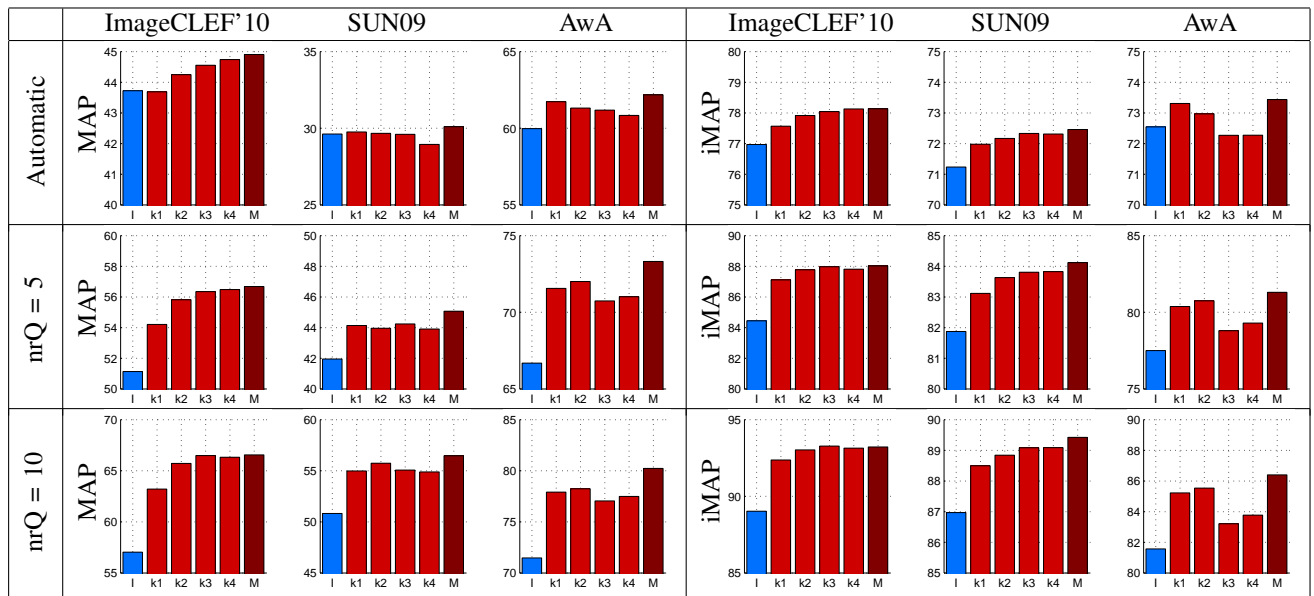 ImageCLEF'10 SUN09 AwA ImageCLEF'10 SUN09 AwA
Automatic
MAP
45 44 43 42 41 40
I k1 k2 k3 k4 M
35 30 25
I k1 k2 k3 k4 M
65 60 55
I k1 k2 k3 k4 M
iMAP
80 79 78 77 76 75
I k1 k2 k3 k4 M
75 74 73 72 71 70
I k1 k2 k3 k4 M
75 74 73 72 71 70
I k1 k2 k3 k4 M
nrQ = 5
MAP
60 58 56 54 52 50
I k1 k2 k3 k4 M
50 48 46 44 42 40
I k1 k2 k3 k4 M
75 70 65
I k1 k2 k3 k4 M
iMAP
90 88 86 84 82 80
I k1 k2 k3 k4 M
85 84 83 82 81 80
I k1 k2 k3 k4 M
85 80 75
I k1 k2 k3 k4 M
nrQ = 10
MAP
70 65 60 55
I k1 k2 k3 k4 M
60 55 50 45
I k1 k2 k3 k4 M
85 80 75 70
I k1 k2 k3 k4 M
iMAP
95 90 85
I k1 k2 k3 k4 M
90 89 88 87 86 85
I k1 k2 k3 k4 M
88 86 84 82 80
I k1 k2 k3 k4 M